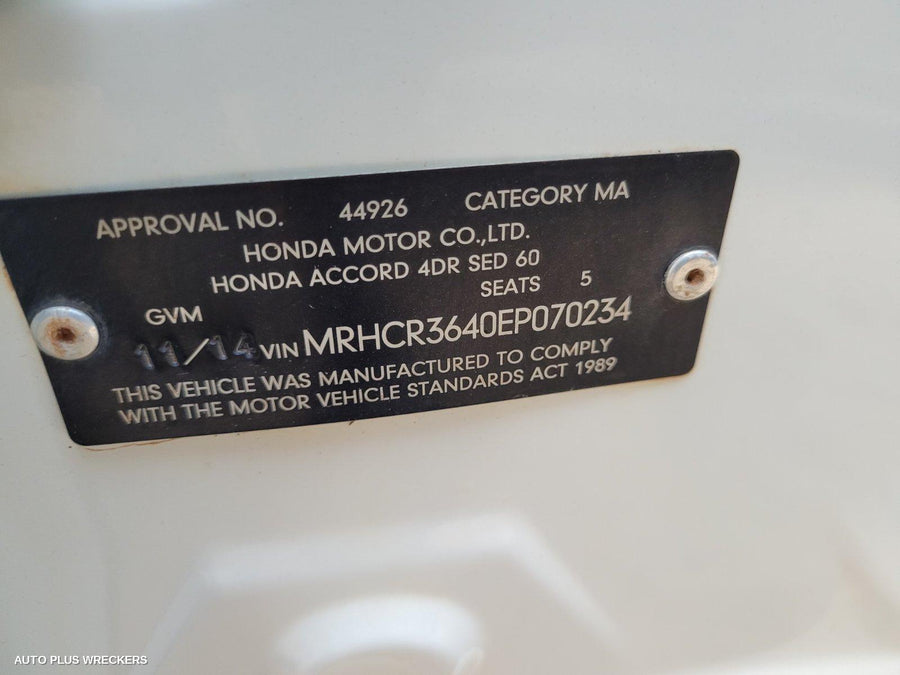 APPROVAL NO. 44926 CATEGORY MA
HONDA MOTOR CO.,LTD.
HONDA ACCORD 4DR SED 60
GVM SEATS 5
11/14 VIN MRHCR3640EP070234
THIS VEHICLE WAS MANUFACTURED TO COMPLY
WITH THE MOTOR VEHICLE STANDARDS ACT 1989
AUTO PLUS WRECKERS